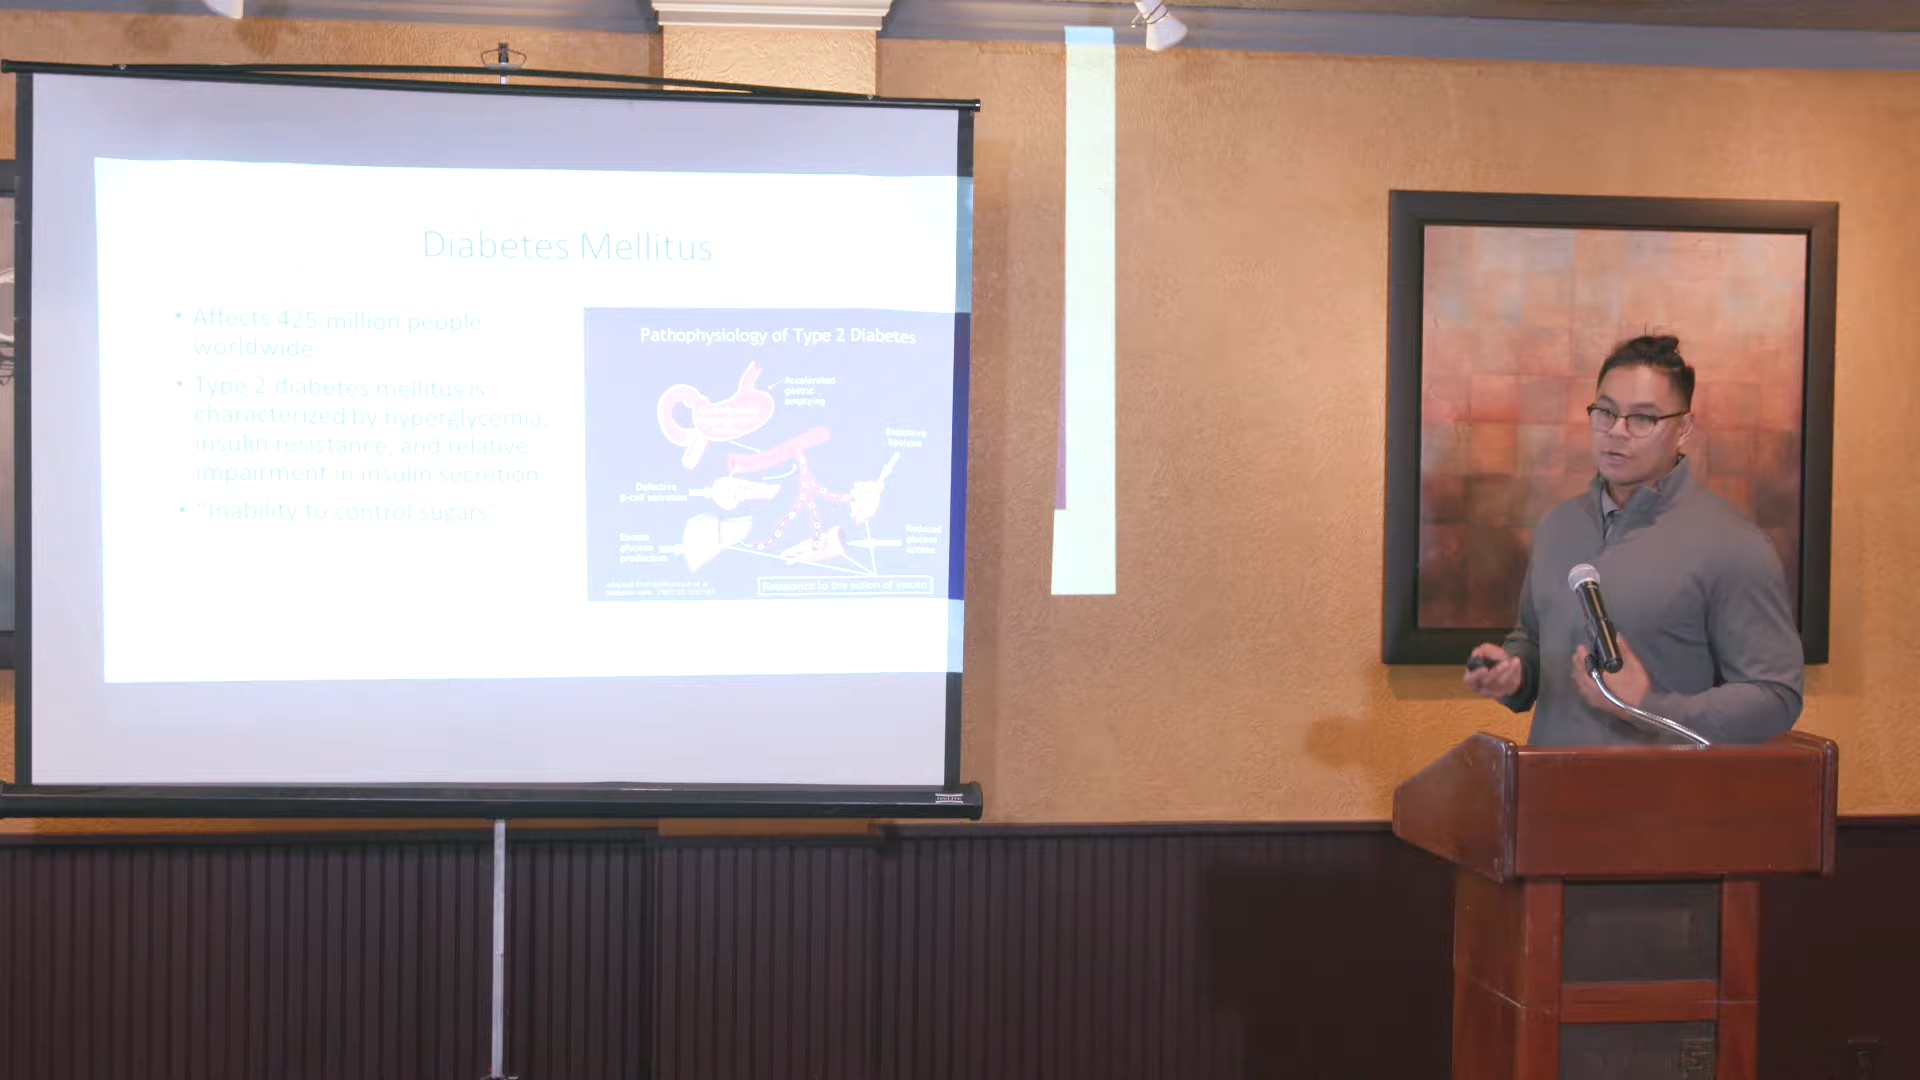 Diabetes Mellitus
• Affects 425 million people
worldwide
• Type 2 diabetes mellitus is
characterized by hyperglycemia,
insulin resistance, and relative
impairment in insulin secretion
• "Inability to control sugars"
Pathophysiology of Type 2 Diabetes
Accelerated
gastric
emptying
Excessive
lipolysis
Defective
β-cell secretion
Excess
glucose
production
Reduced
glucose
uptake
Resistance to the action of insulin